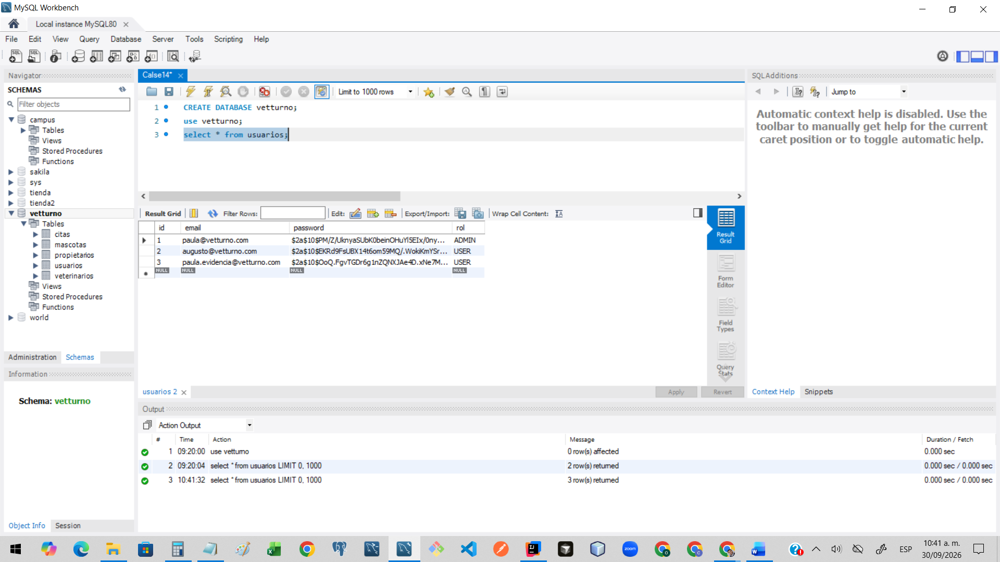 MySQL Workbench
Local instance MySQL80
File Edit View Query Database Server Tools Scripting Help
Navigator
SCHEMAS
Filter objects
campus
Tables
Views
Stored Procedures
Functions
sakila
sys
tienda
tienda2
vetturno
Tables
citas
mascotas
propietarios
usuarios
veterinarios
Views
Stored Procedures
Functions
world
Administration Schemas
Information
Schema: vetturno
Object Info Session
Calse14*
Limit to 1000 rows
1 CREATE DATABASE vetturno;
2 use vetturno;
3 select * from usuarios;
Result Grid Filter Rows: Edit: Export/Import: Wrap Cell Content:
id email password rol
1 paula@vetturno.com $2a$10$PM/Z/UknyaSUbK0beinOHuYl5EIx/0ny... ADMIN
2 augusto@vetturno.com $2a$10$EKRd9FsUBX14t6om59MQ/.WokiKmYSr... USER
3 paula.evidencia@vetturno.com $2a$10$OoQ.FgvTGDr6g1nZQNXJAe4D.xNe7M... USER
NULL NULL NULL NULL
Result Grid
Form Editor
Field Types
Query Stats
usuarios 2
Apply Revert
SQLAdditions
Jump to
Automatic context help is disabled. Use the
toolbar to manually get help for the current
caret position or to toggle automatic help.
Context Help Snippets
Output
Action Output
# Time Action Message Duration / Fetch
1 09:20:00 use vetturno 0 row(s) affected 0.000 sec
2 09:20:04 select * from usuarios LIMIT 0, 1000 2 row(s) returned 0.000 sec / 0.000 sec
3 10:41:32 select * from usuarios LIMIT 0, 1000 3 row(s) returned 0.000 sec / 0.000 sec
zoom
ESP
10:41 a. m.
30/09/2026